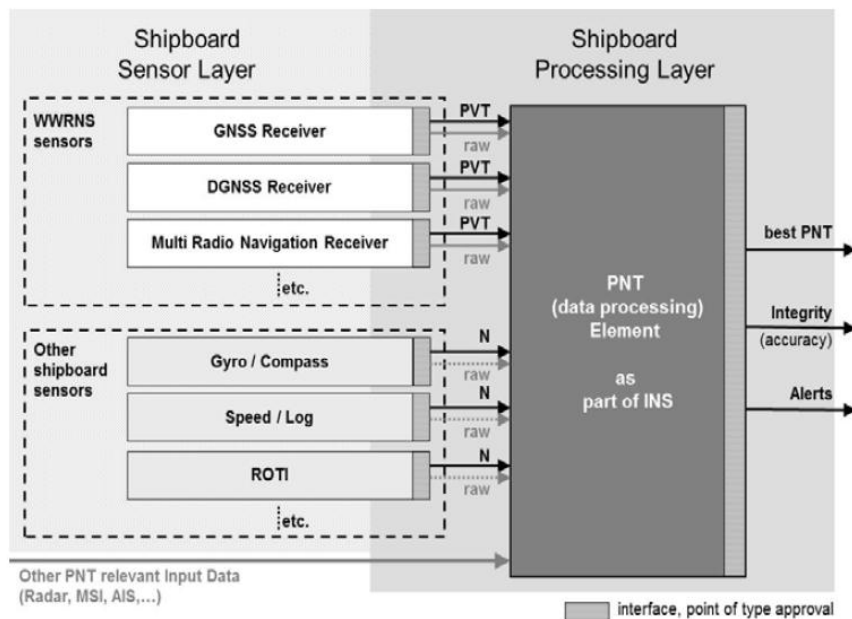 Shipboard
Sensor Layer
Shipboard
Processing Layer
WWRNS
sensors
GNSS Receiver
PVT
raw
DGNSS Receiver
PVT
raw
Multi Radio Navigation Receiver
PVT
raw
etc.
Other
shipboard
sensors
Gyro / Compass
N
raw
Speed / Log
N
raw
ROTI
N
raw
etc.
PNT
(data processing)
Element
as
part of INS
best PNT
Integrity
(accuracy)
Alerts
Other PNT relevant Input Data
(Radar, MSI, AIS,...)
interface, point of type approval